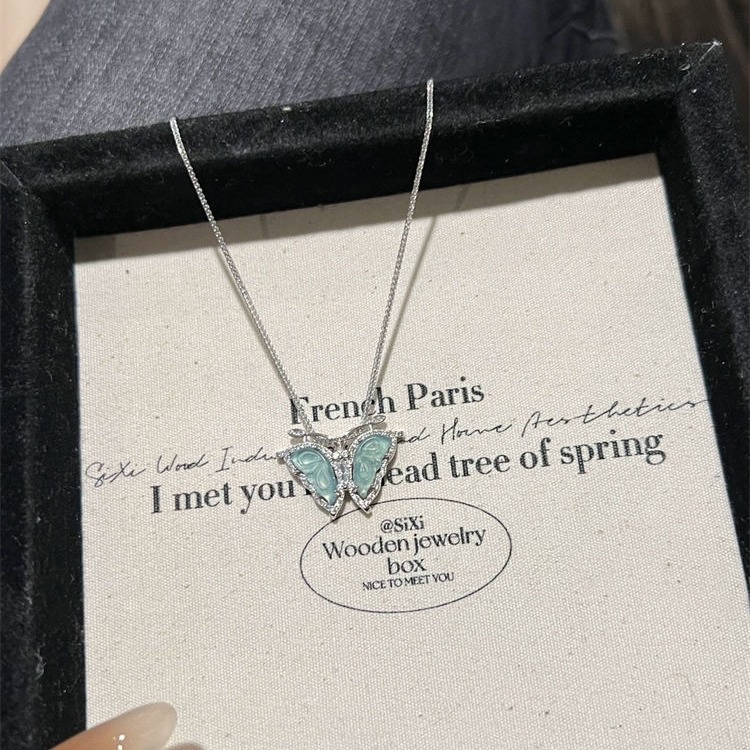 French Paris
SiXi Wood Home Aesthetics
I met you tree of spring
@SiXi
Wooden jewelry
box
NICE TO MEET YOU